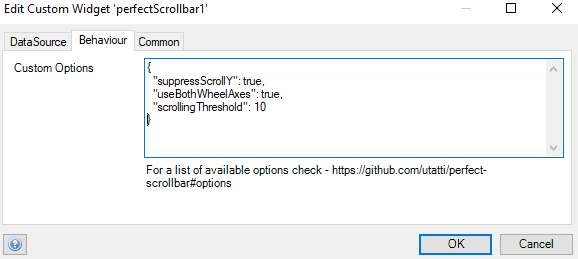 Edit Custom Widget 'perfectScrollbar1'
DataSource Behaviour Common
Custom Options
{
"suppressScrollY": true,
"useBothWheelAxes": true,
"scrollingThreshold": 10
}
For a list of available options check - https://github.com/utatti/perfect-
scrollbar#options
OK Cancel